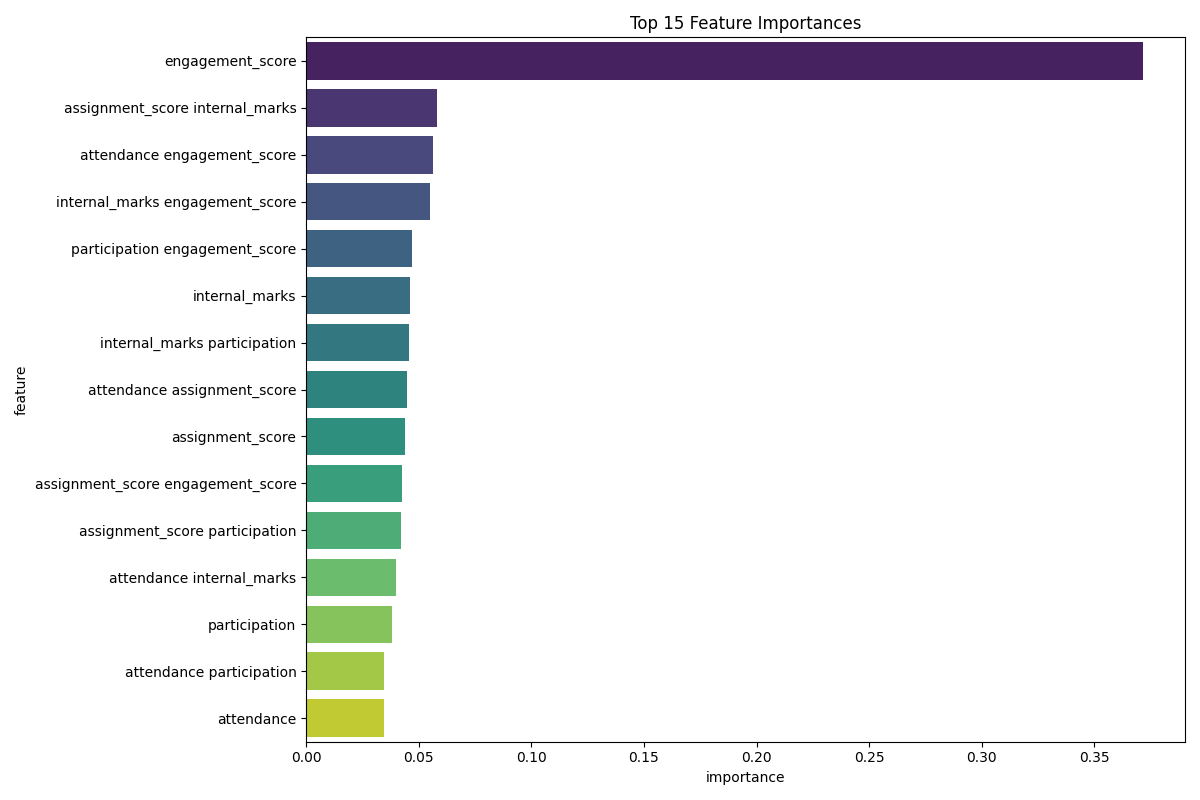 Top 15 Feature Importances
feature
engagement_score
assignment_score internal_marks
attendance engagement_score
internal_marks engagement_score
participation engagement_score
internal_marks
internal_marks participation
attendance assignment_score
assignment_score
assignment_score engagement_score
assignment_score participation
attendance internal_marks
participation
attendance participation
attendance
0.00 0.05 0.10 0.15 0.20 0.25 0.30 0.35
importance